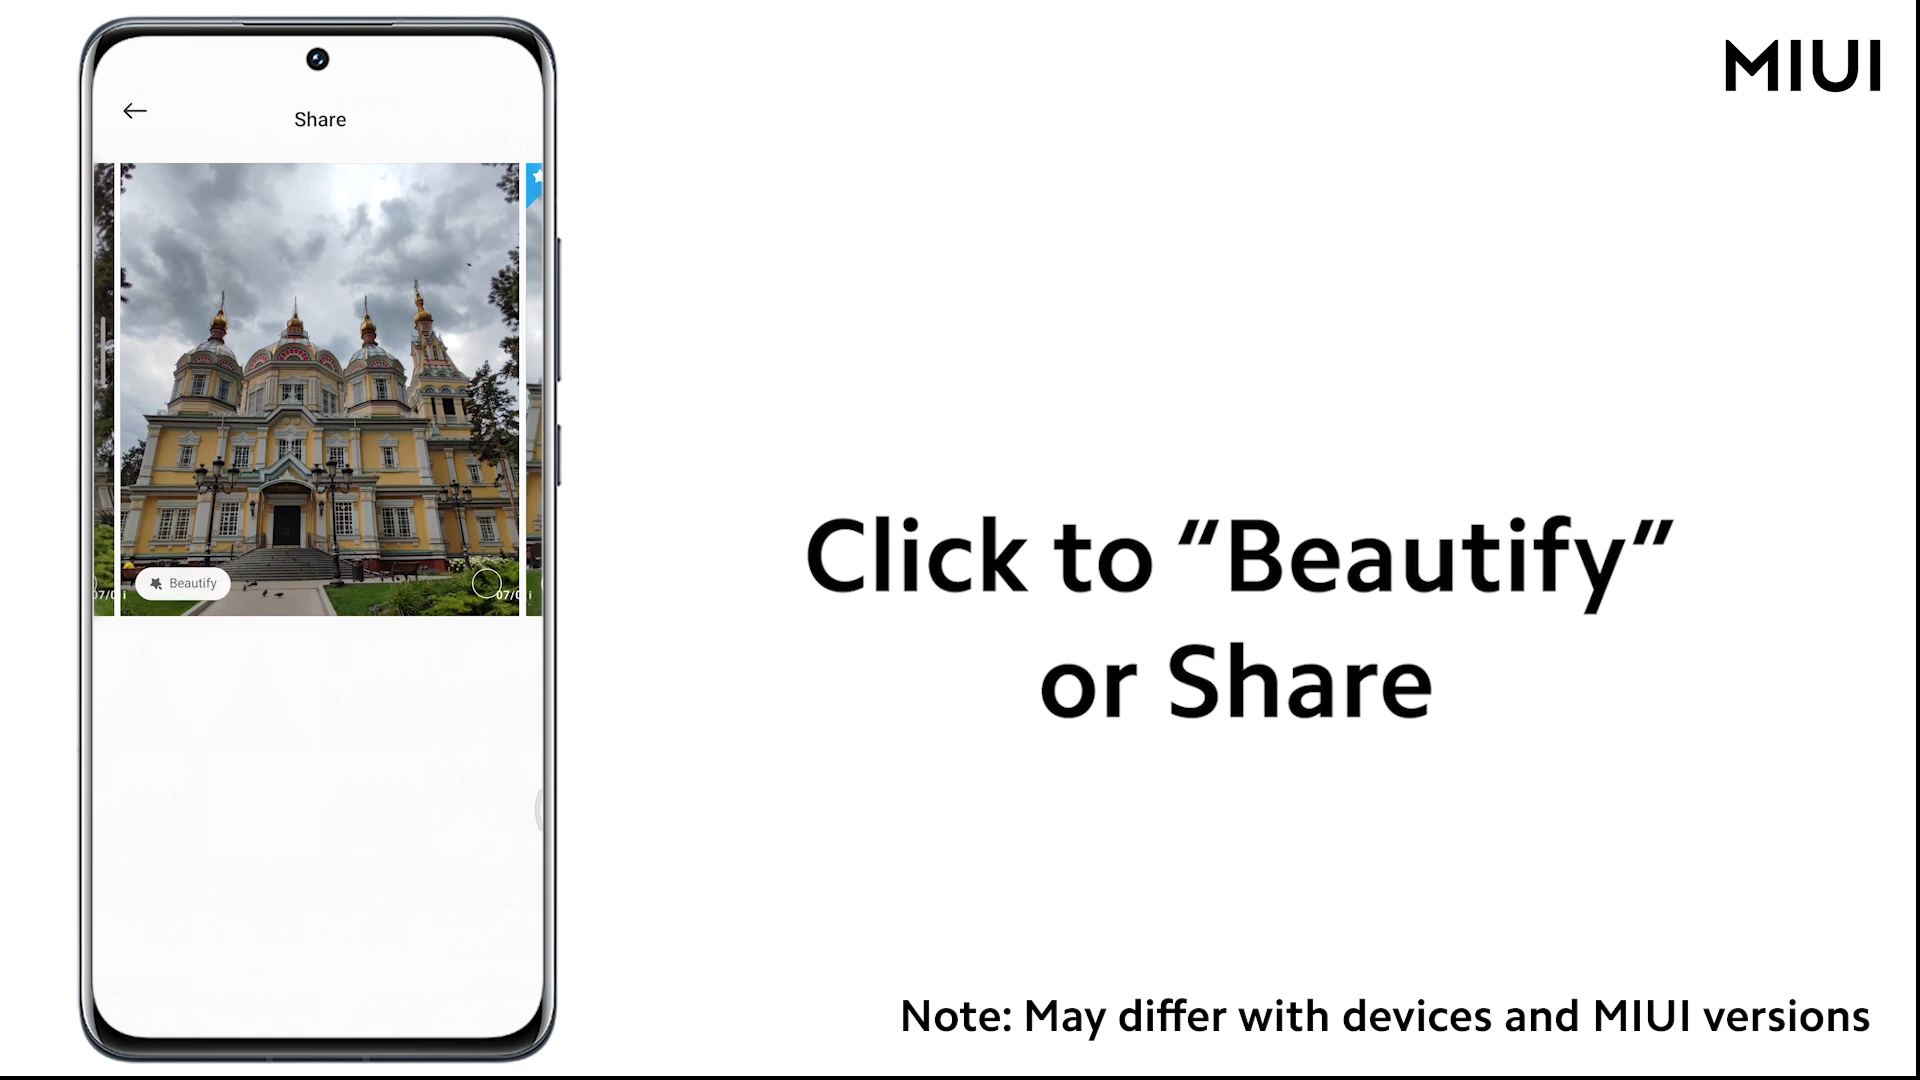 MIUI
Share
Beautify
Click to “Beautify”
or Share
Note: May differ with devices and MIUI versions